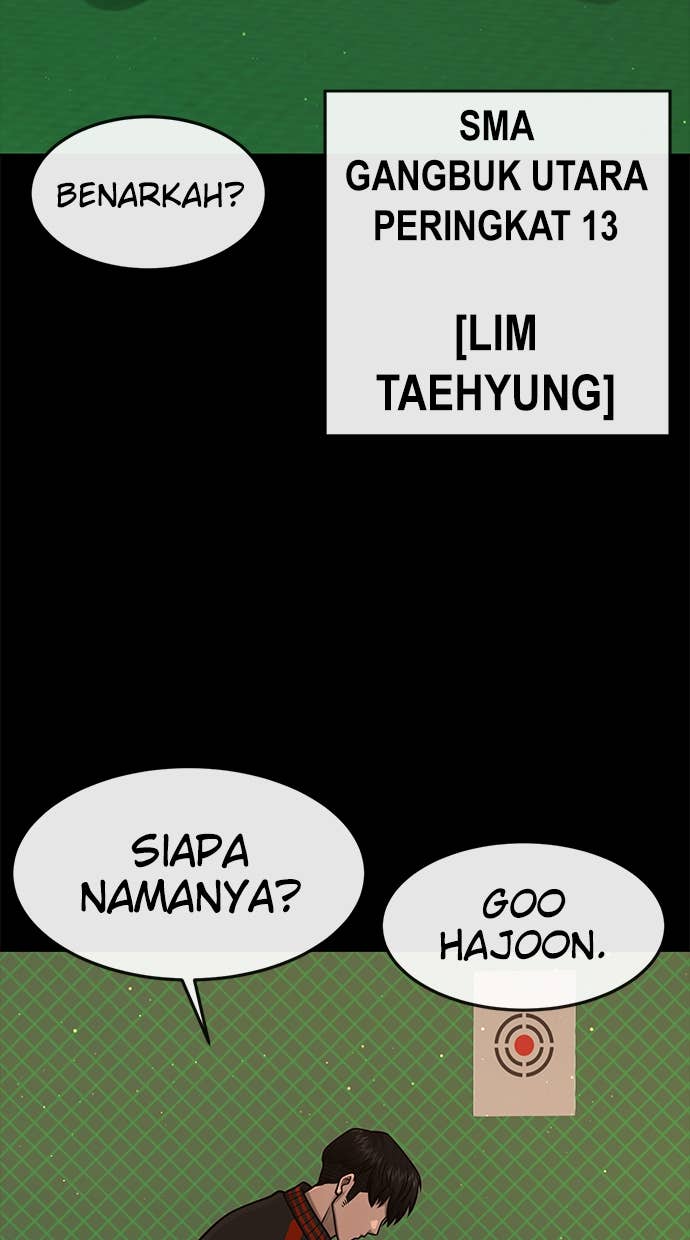 BENARKAH?
SMA
GANGBUK UTARA
PERINGKAT 13
[LIM
TAEHYUNG]
SIAPA
NAMANYA?
GOO
HAJOON.